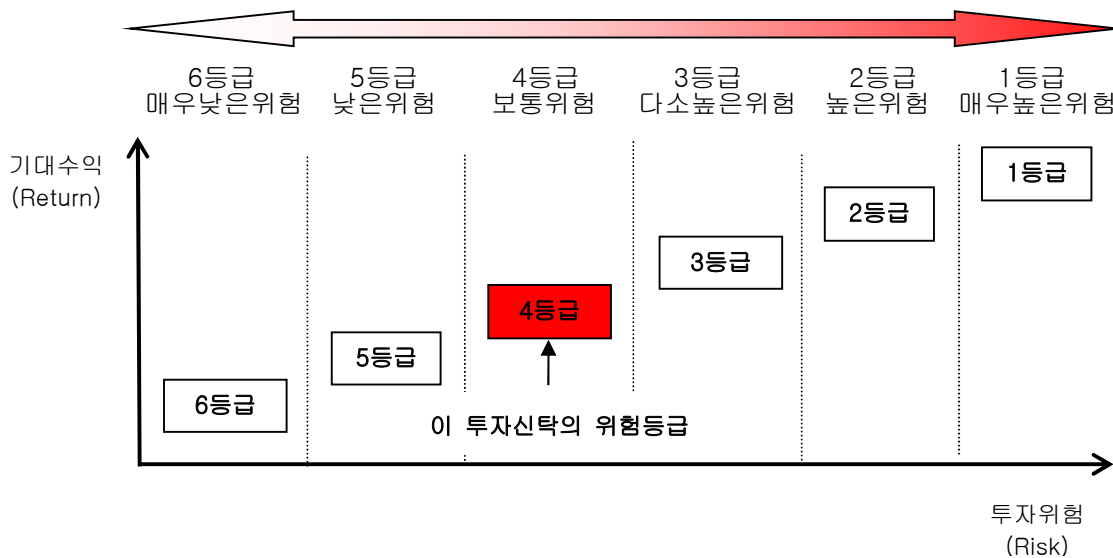 6등급 5등급 4등급 3등급 2등급 1등급
매우낮은위험 낮은위험 보통위험 다소높은위험 높은위험 매우높은위험
기대수익
(Return)
1등급
2등급
3등급
4등급
5등급
6등급
이 투자신탁의 위험등급
투자위험
(Risk)